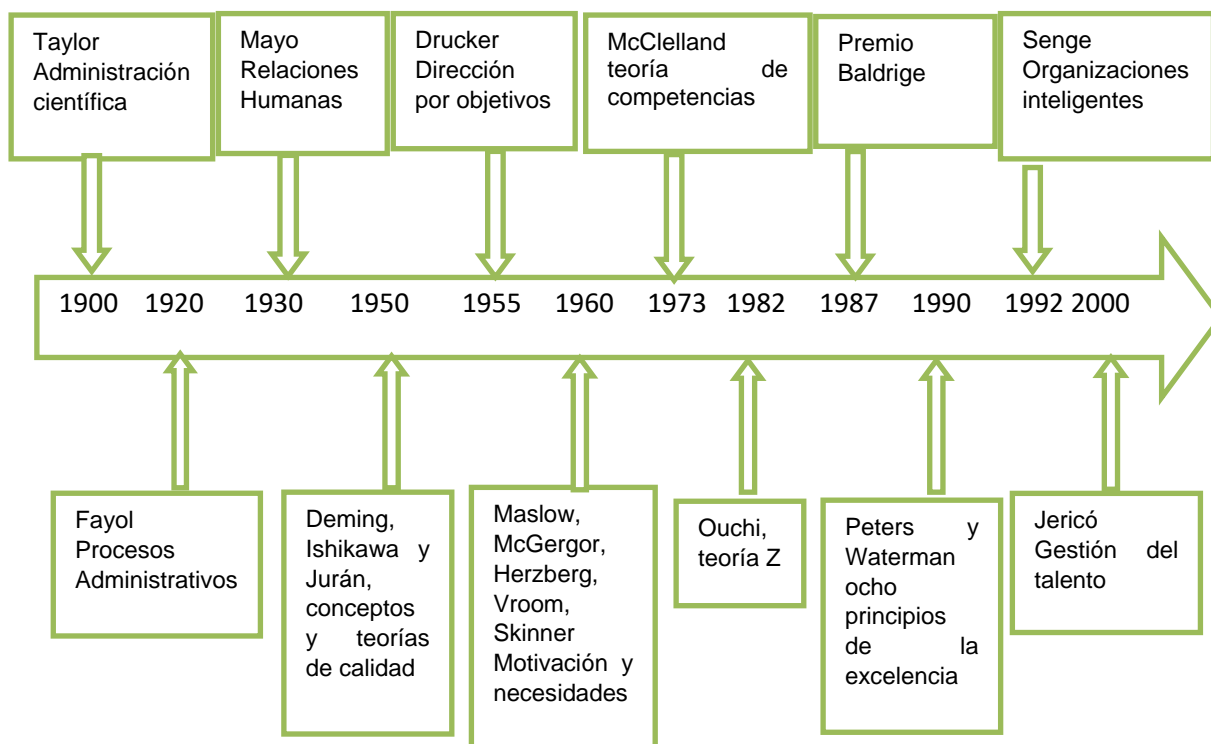 Taylor
Administración
científica
Mayo
Relaciones
Humanas
Drucker
Dirección
por objetivos
McClelland
teoría de
competencias
Premio
Baldrige
Senge
Organizaciones
inteligentes
1900 1920 1930 1950 1955 1960 1973 1982 1987 1990 1992 2000
Fayol
Procesos
Administrativos
Deming,
Ishikawa y
Jurán,
conceptos
y teorías
de calidad
Maslow,
McGergor,
Herzberg,
Vroom,
Skinner
Motivación y
necesidades
Ouchi,
teoría Z
Peters y
Waterman
ocho
principios
de la
excelencia
Jericó
Gestión del
talento